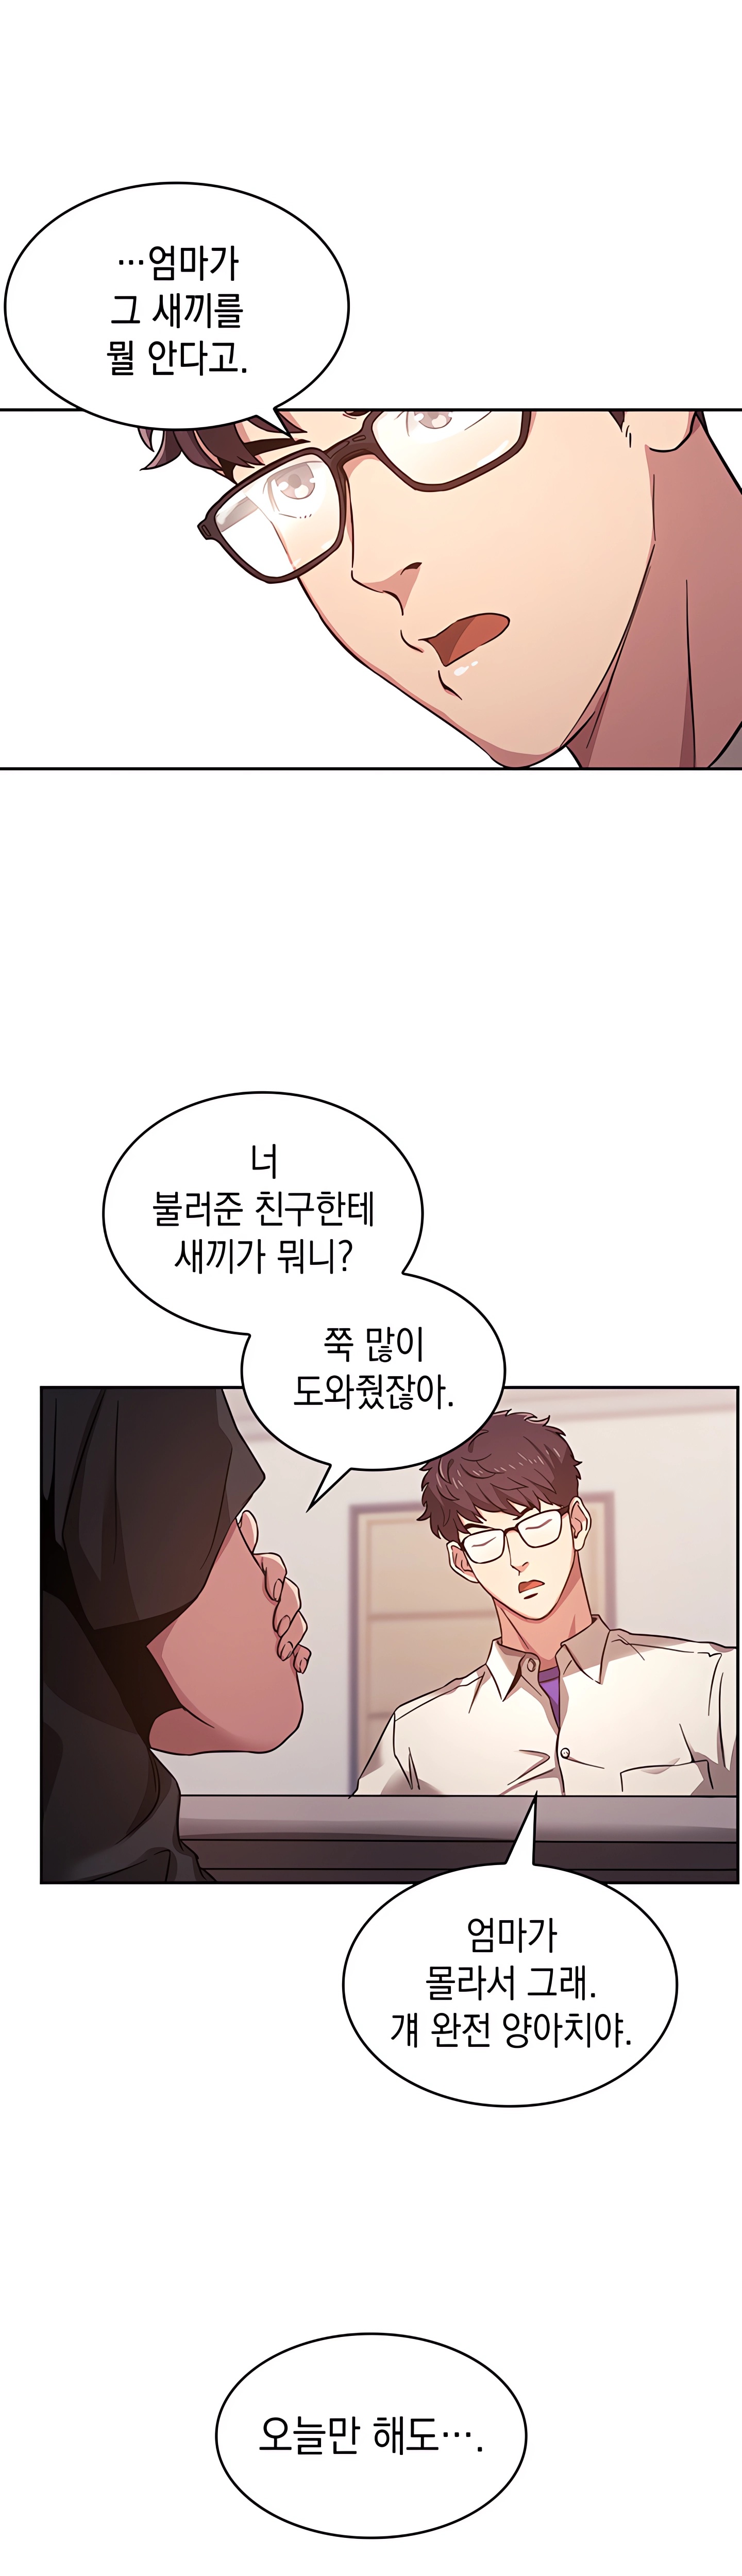 …엄마가
그 새끼를
뭘 안다고.
너
불러준 친구한테
새끼가 뭐니?
쭉 많이
도와줬잖아.
엄마가
몰라서 그래.
걔 완전 양아치야.
오늘만 해도….